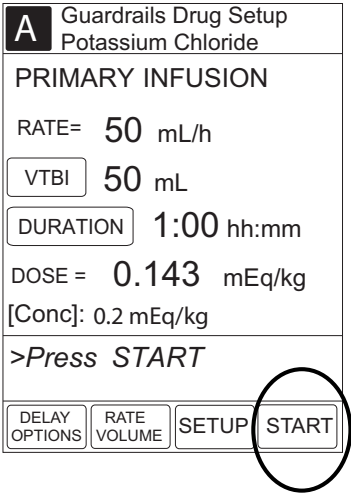 A
Guardrails Drug Setup
Potassium Chloride
PRIMARY INFUSION
RATE= 50 mL/h
VTBI 50 mL
DURATION 1:00 hh:mm
DOSE = 0.143 mEq/kg
[Conc]: 0.2 mEq/kg
>Press START
DELAY OPTIONS RATE VOLUME SETUP START